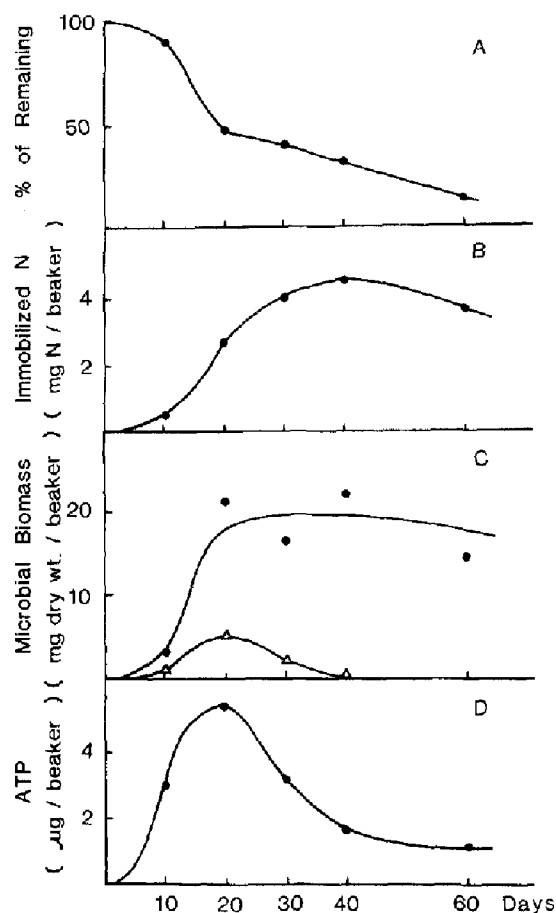 % of Remaining
100
50
A
Immobilized N
( mg N / beaker )
4
2
B
Microbial Biomass
( mg dry wt. / beaker )
20
10
C
ATP
( µg / beaker )
4
2
D
10 20 30 40 60 Days